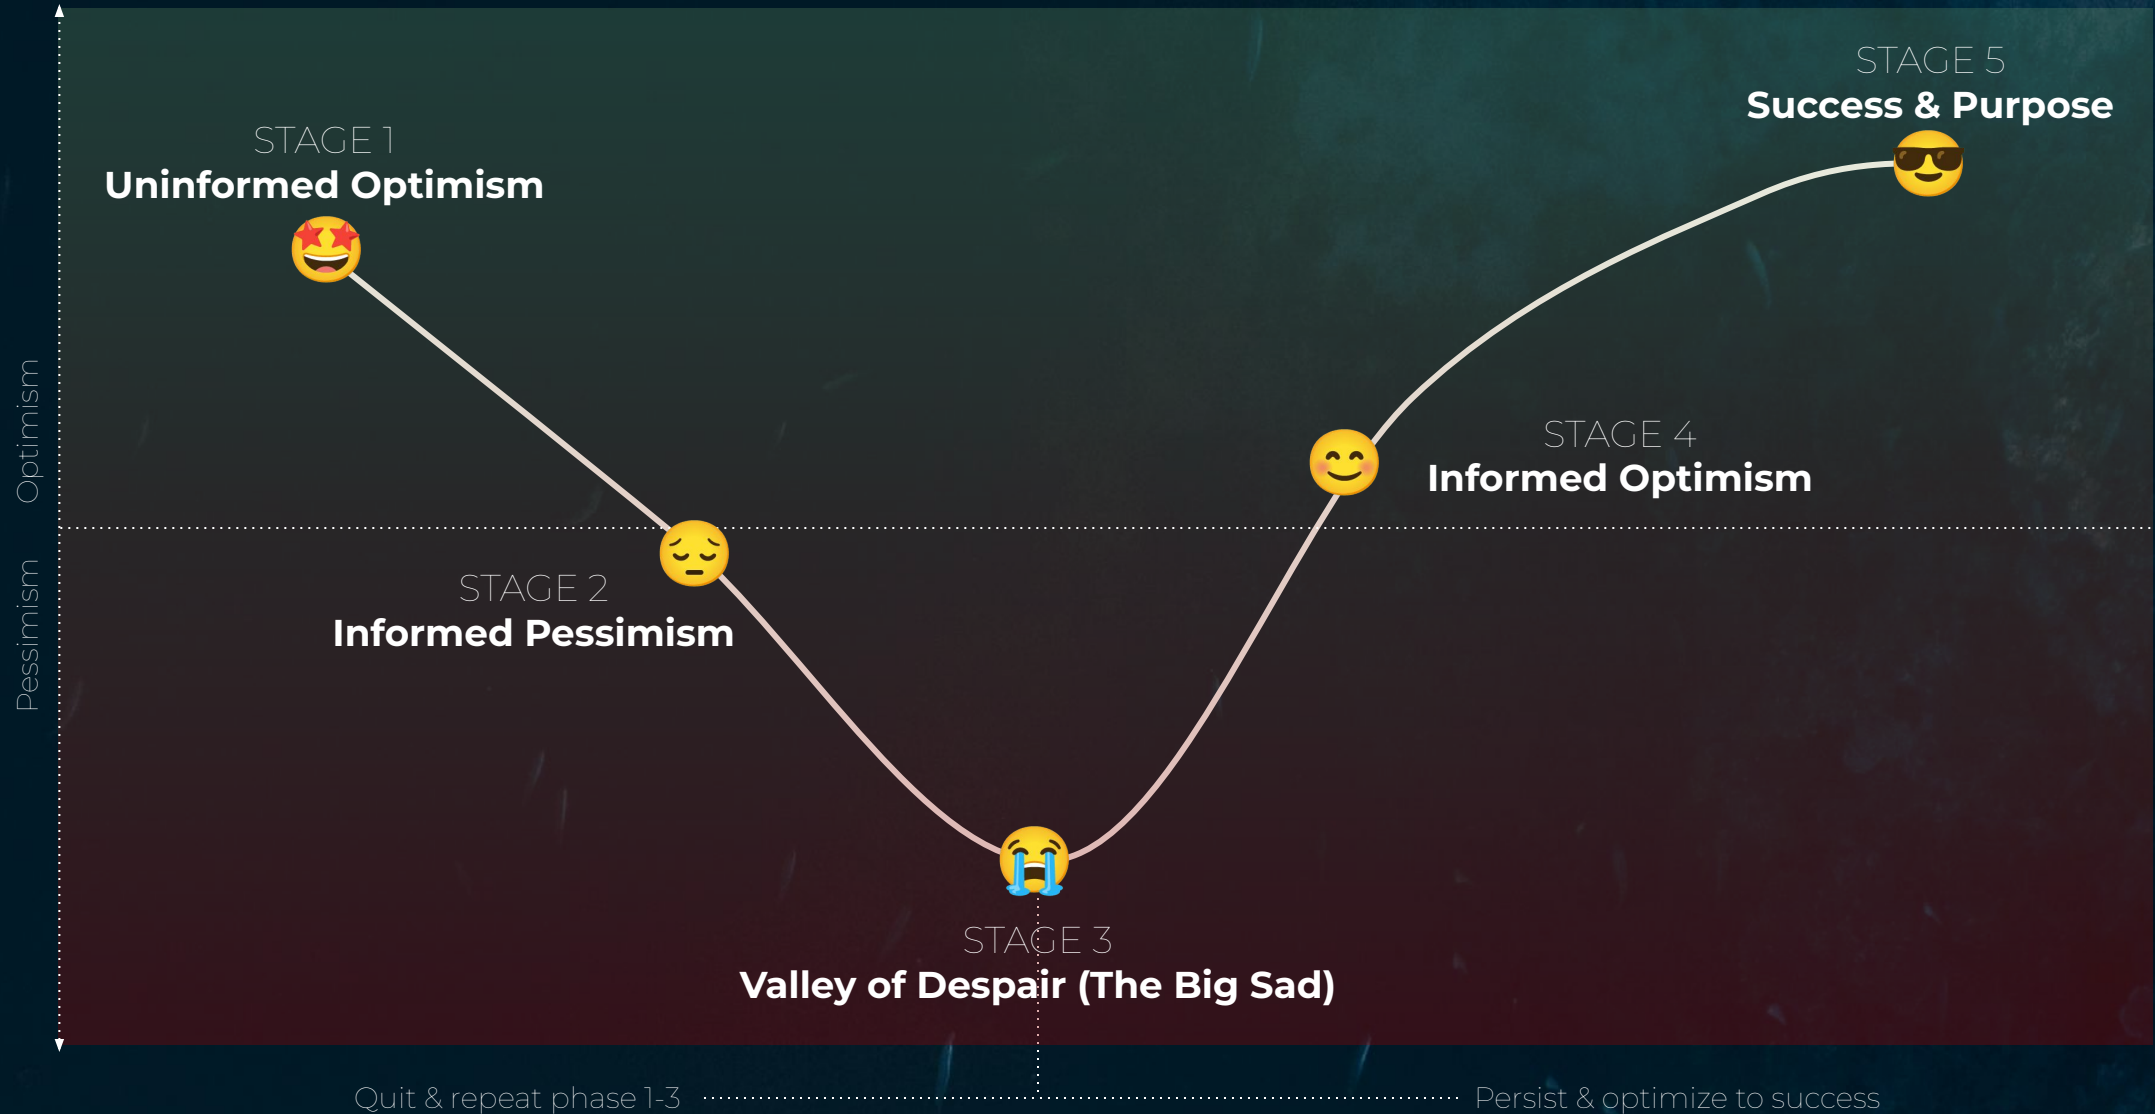 STAGE 1
Uninformed Optimism
STAGE 5
Success & Purpose
Optimism
STAGE 4
Informed Optimism
Pessimism
STAGE 2
Informed Pessimism
STAGE 3
Valley of Despair (The Big Sad)
Quit & repeat phase 1-3
Persist & optimize to success